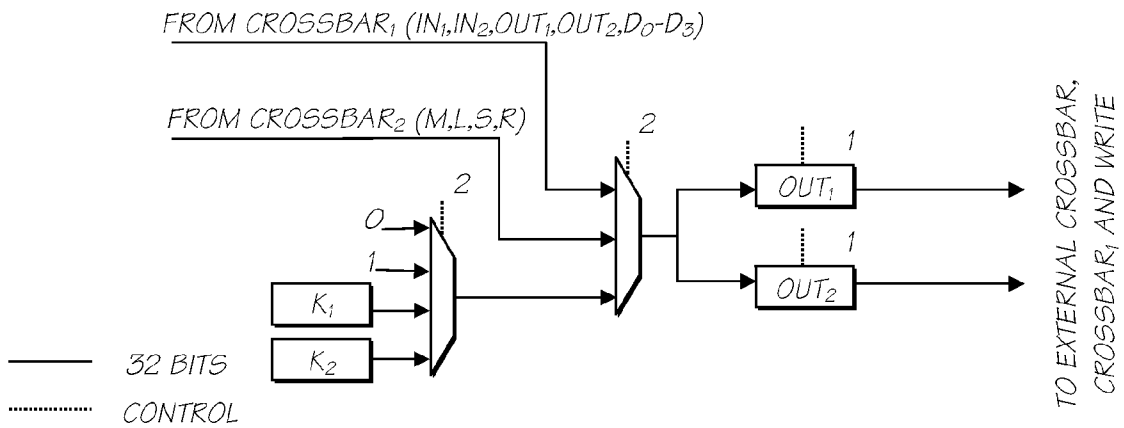 FROM CROSSBAR₁ (IN₁,IN₂,OUT₁,OUT₂,D₀-D₃)
FROM CROSSBAR₂ (M,L,S,R)
2
2
1
OUT₁
0
1
1
OUT₂
K₁
K₂
32 BITS
CONTROL
TO EXTERNAL CROSSBAR,
CROSSBAR₁ AND WRITE